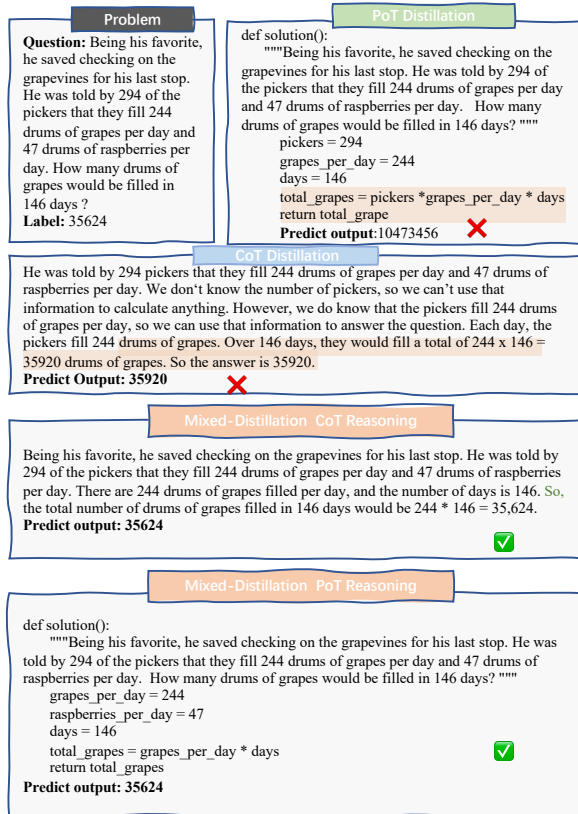 Problem
Question: Being his favorite,
he saved checking on the
grapevines for his last stop.
He was told by 294 of the
pickers that they fill 244
drums of grapes per day and
47 drums of raspberries per
day. How many drums of
grapes would be filled in
146 days ?
Label: 35624
PoT Distillation
def solution():
"""Being his favorite, he saved checking on the
grapevines for his last stop. He was told by 294 of
the pickers that they fill 244 drums of grapes per day
and 47 drums of raspberries per day. How many
drums of grapes would be filled in 146 days? """
pickers = 294
grapes_per_day = 244
days = 146
total_grapes = pickers *grapes_per_day * days
return total_grape
Predict output:10473456
CoT Distillation
He was told by 294 pickers that they fill 244 drums of grapes per day and 47 drums of
raspberries per day. We don't know the number of pickers, so we can't use that
information to calculate anything. However, we do know that the pickers fill 244 drums
of grapes per day, so we can use that information to answer the question. Each day, the
pickers fill 244 drums of grapes. Over 146 days, they would fill a total of 244 x 146 =
35920 drums of grapes. So the answer is 35920.
Predict Output: 35920
Mixed-Distillation CoT Reasoning
Being his favorite, he saved checking on the grapevines for his last stop. He was told by
294 of the pickers that they fill 244 drums of grapes per day and 47 drums of raspberries
per day. There are 244 drums of grapes filled per day, and the number of days is 146. So,
the total number of drums of grapes filled in 146 days would be 244 * 146 = 35,624.
Predict output: 35624
Mixed-Distillation PoT Reasoning
def solution():
"""Being his favorite, he saved checking on the grapevines for his last stop. He was
told by 294 of the pickers that they fill 244 drums of grapes per day and 47 drums of
raspberries per day. How many drums of grapes would be filled in 146 days? """
grapes_per_day = 244
raspberries_per_day = 47
days = 146
total_grapes = grapes_per_day * days
return total_grapes
Predict output: 35624